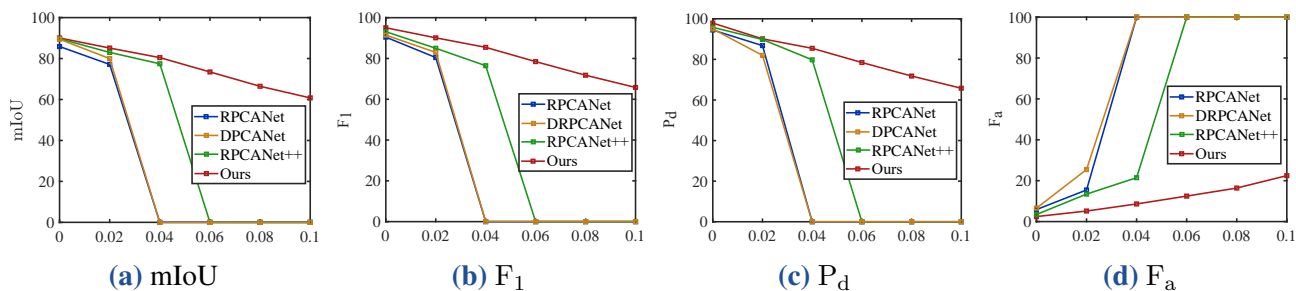 100
80
60
40
20
0
mIoU
RPCANet
DPCANet
RPCANet++
Ours
0 0.02 0.04 0.06 0.08 0.1
(a) mIoU
100
80
60
40
20
0
F1
RPCANet
DRPCANet
RPCANet++
Ours
0 0.02 0.04 0.06 0.08 0.1
(b) F1
100
80
60
40
20
0
Pd
RPCANet
DPCANet
RPCANet++
Ours
0 0.02 0.04 0.06 0.08 0.1
(c) Pd
100
80
60
40
20
0
Fa
RPCANet
DRPCANet
RPCANet++
Ours
0 0.02 0.04 0.06 0.08 0.1
(d) Fa